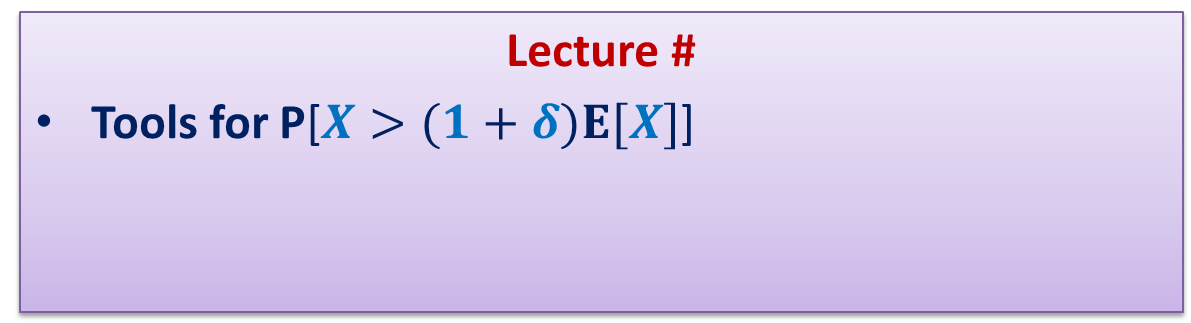 Lecture #
• Tools for P[X > (1 + δ)E[X]]